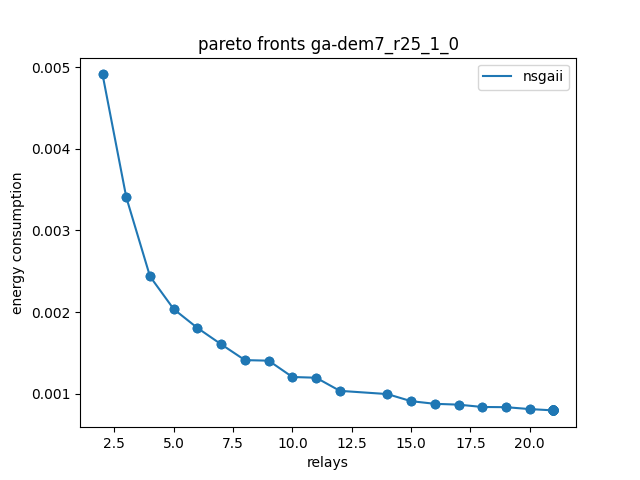 pareto fronts ga-dem7_r25_1_0
nsgaii
0.005
0.004
0.003
0.002
0.001
energy consumption
2.5 5.0 7.5 10.0 12.5 15.0 17.5 20.0
relays